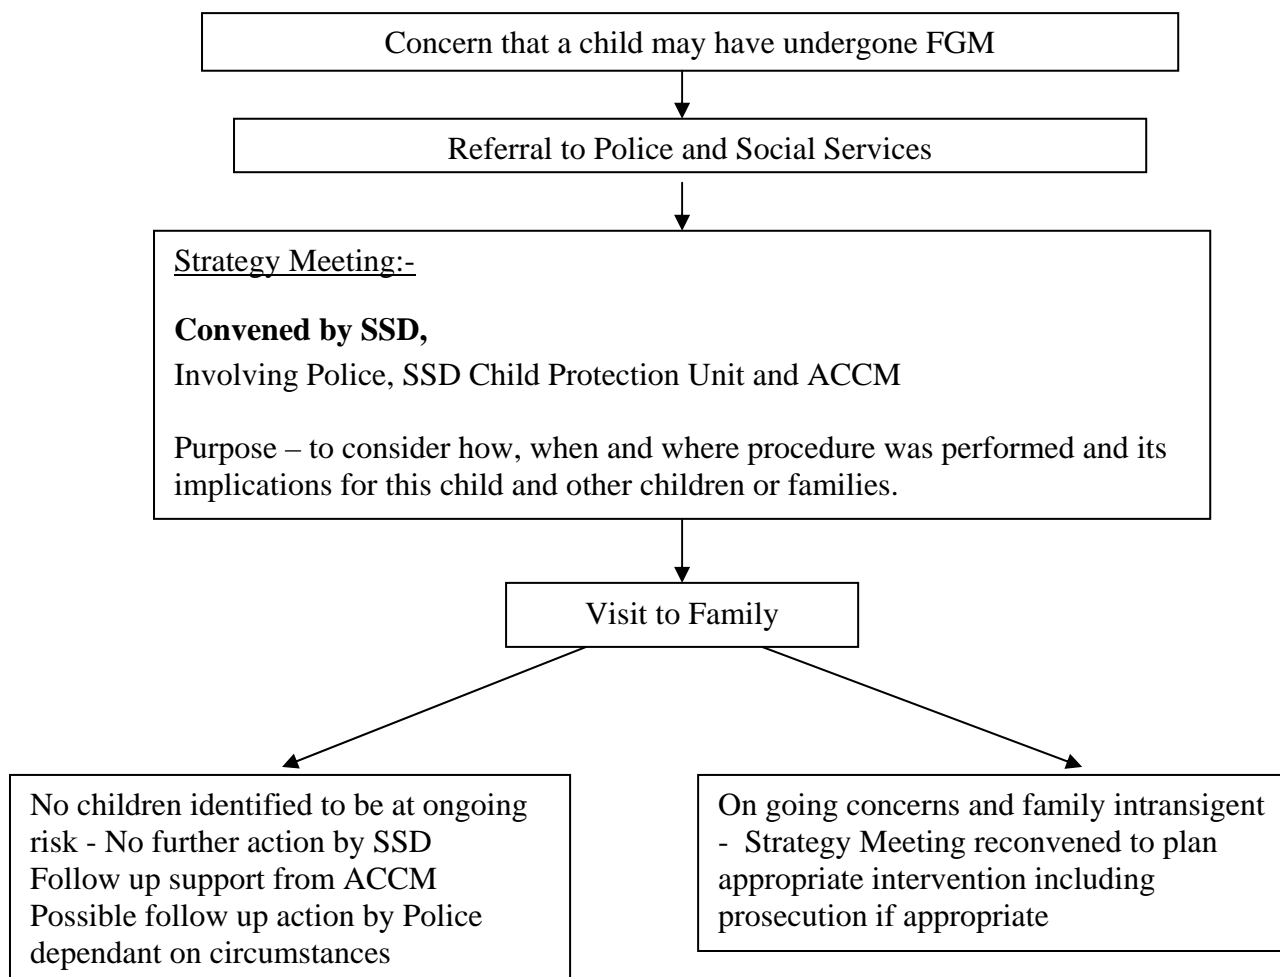 Concern that a child may have undergone FGM
Referral to Police and Social Services
Strategy Meeting:-
Convened by SSD,
Involving Police, SSD Child Protection Unit and ACCM
Purpose – to consider how, when and where procedure was performed and its
implications for this child and other children or families.
Visit to Family
No children identified to be at ongoing
risk - No further action by SSD
Follow up support from ACCM
Possible follow up action by Police
dependant on circumstances
On going concerns and family intransigent
- Strategy Meeting reconvened to plan
appropriate intervention including
prosecution if appropriate